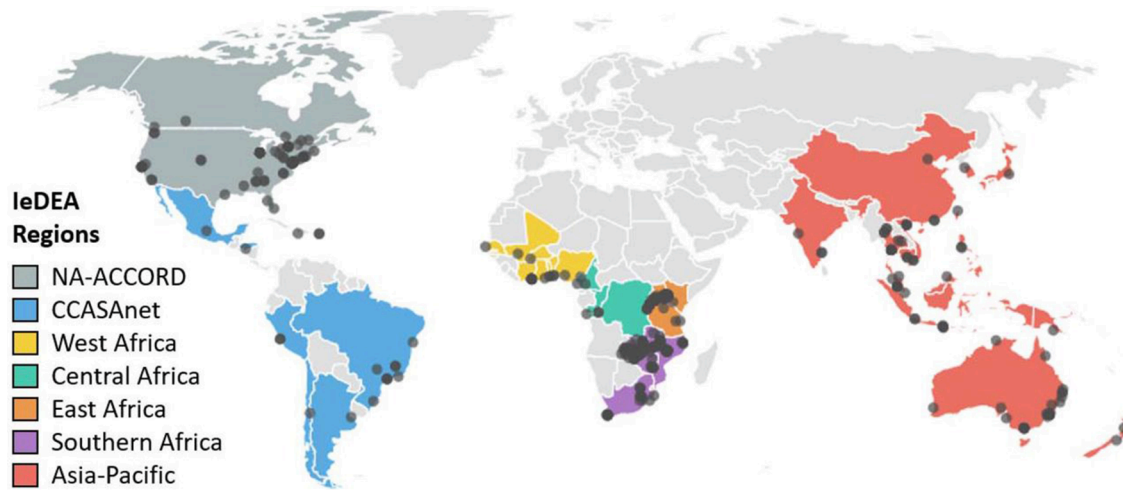 IeDEA
Regions
NA-ACCORD
CCASAnet
West Africa
Central Africa
East Africa
Southern Africa
Asia-Pacific